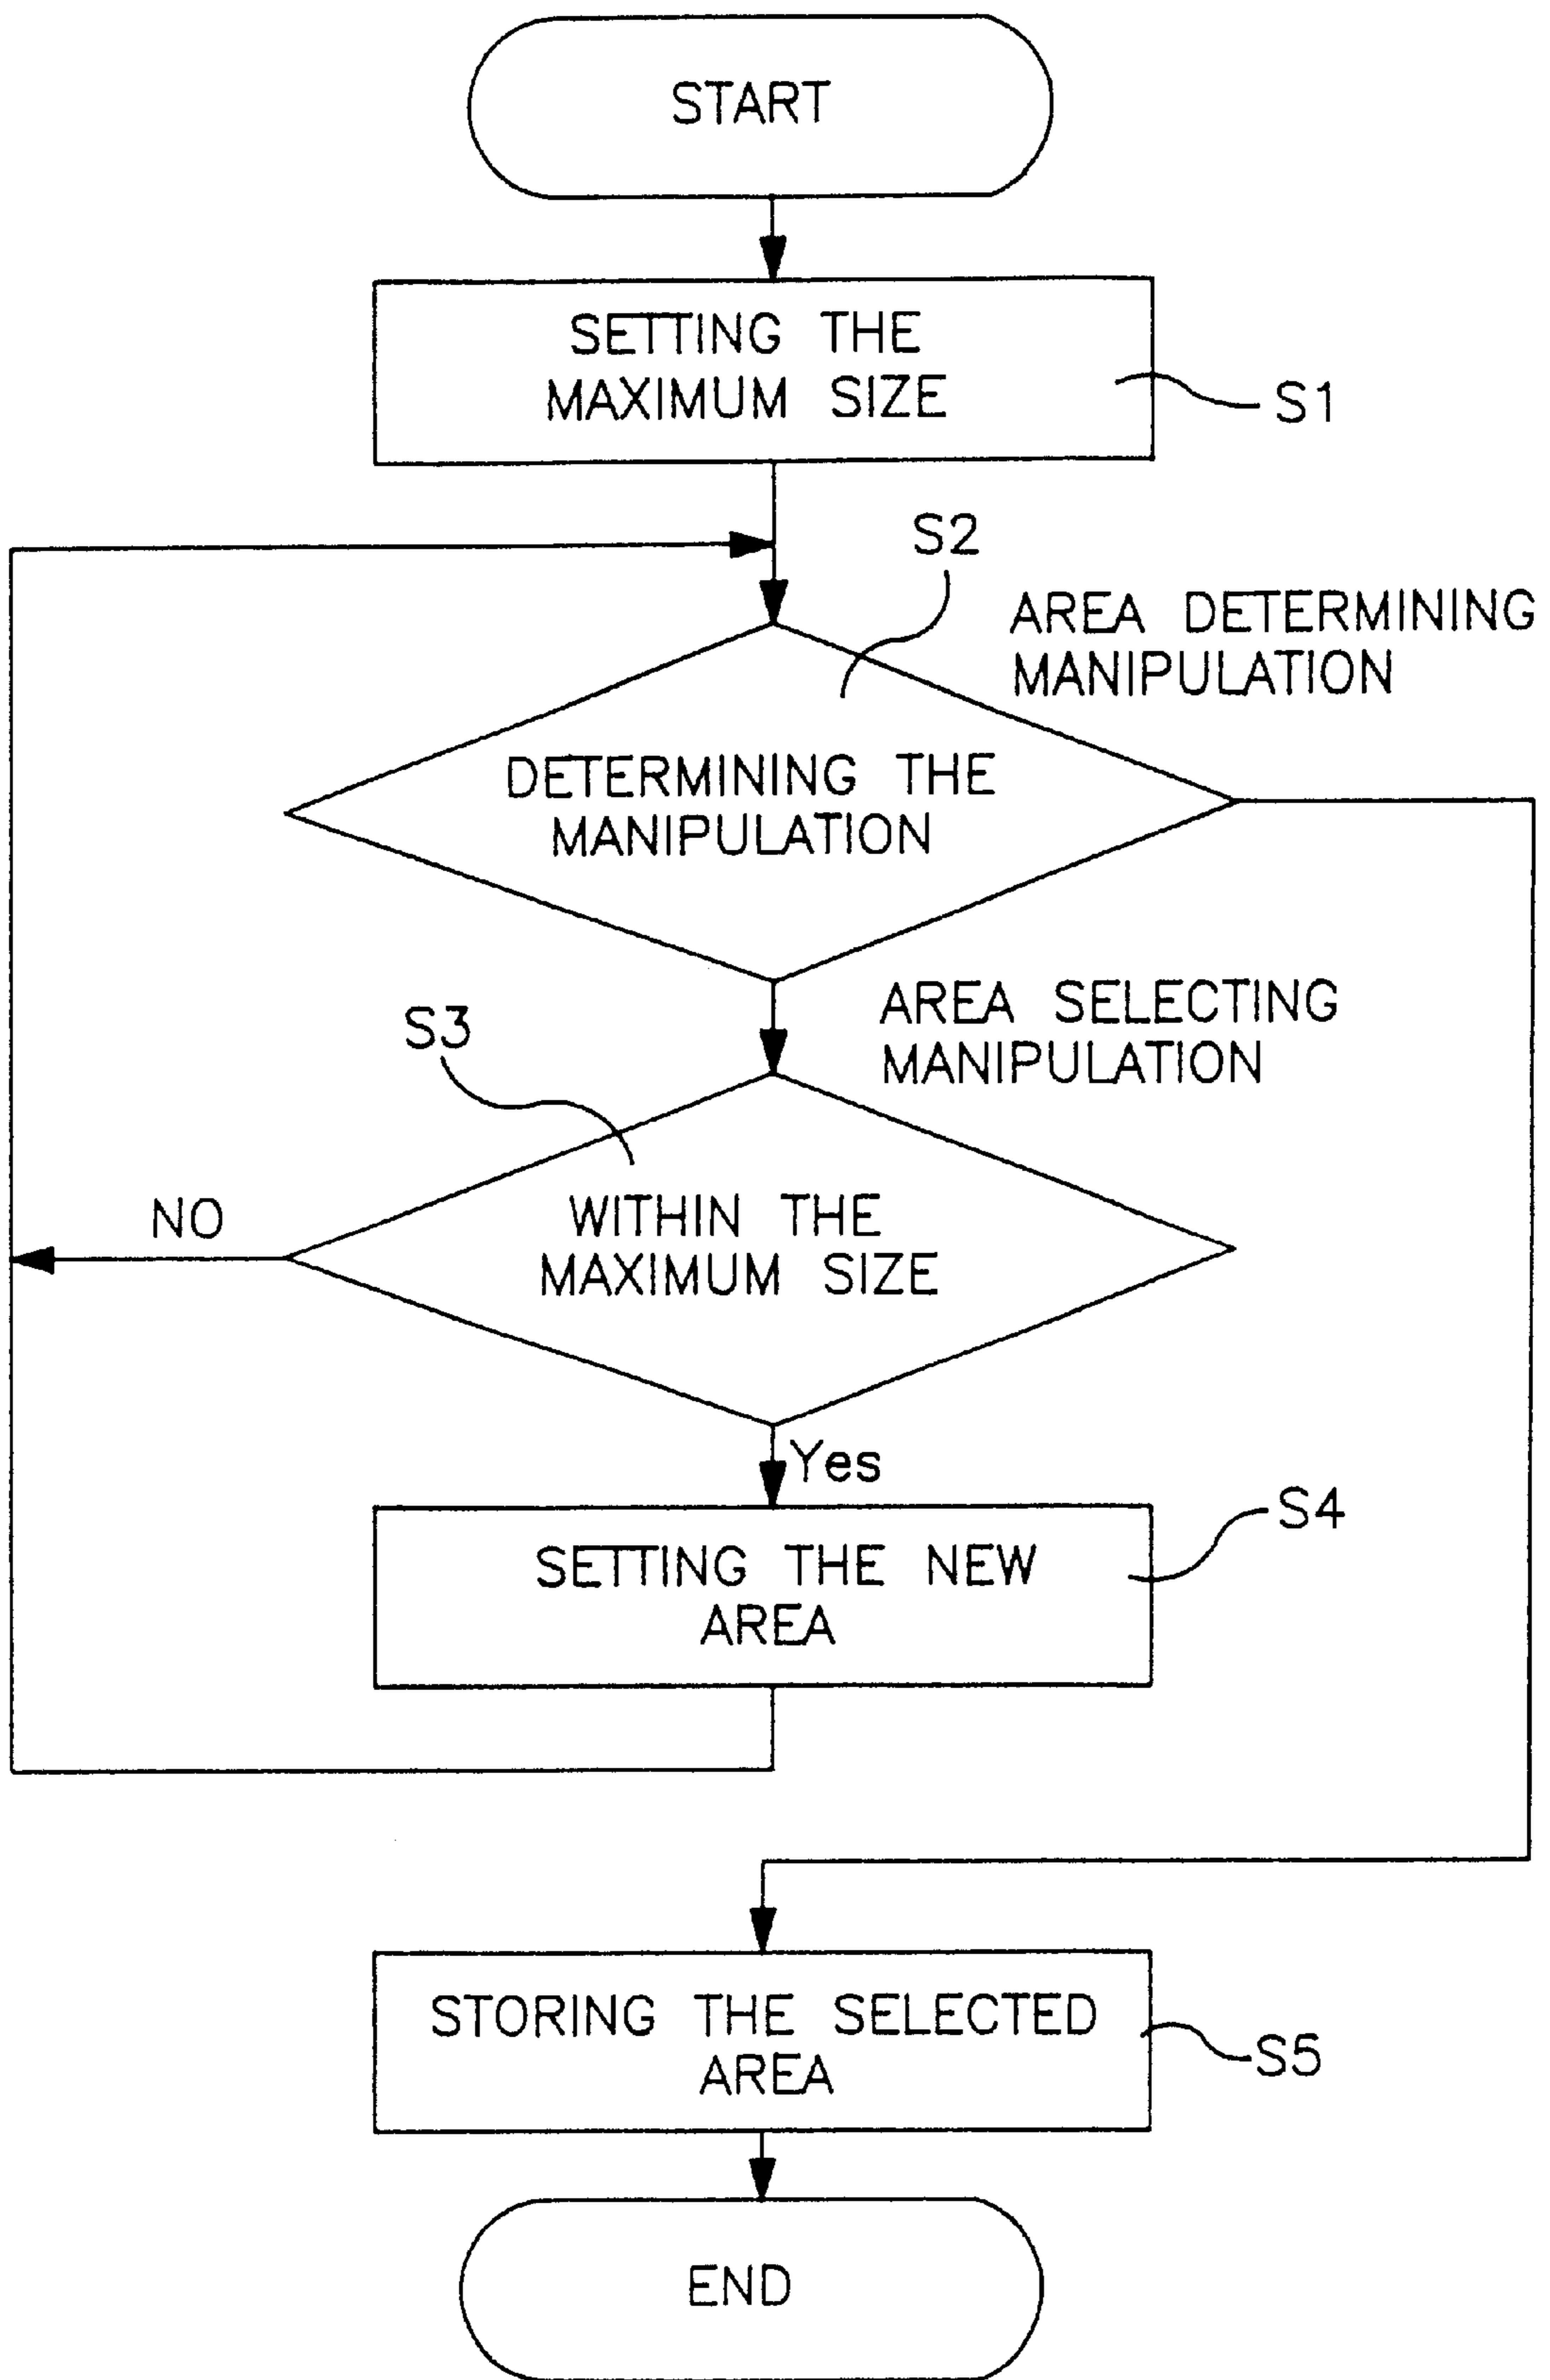 START
SETTING THE
MAXIMUM SIZE
S1
S2
AREA DETERMINING
MANIPULATION
DETERMINING THE
MANIPULATION
AREA SELECTING
MANIPULATION
S3
NO
WITHIN THE
MAXIMUM SIZE
Yes
S4
SETTING THE NEW
AREA
STORING THE SELECTED
AREA
S5
END